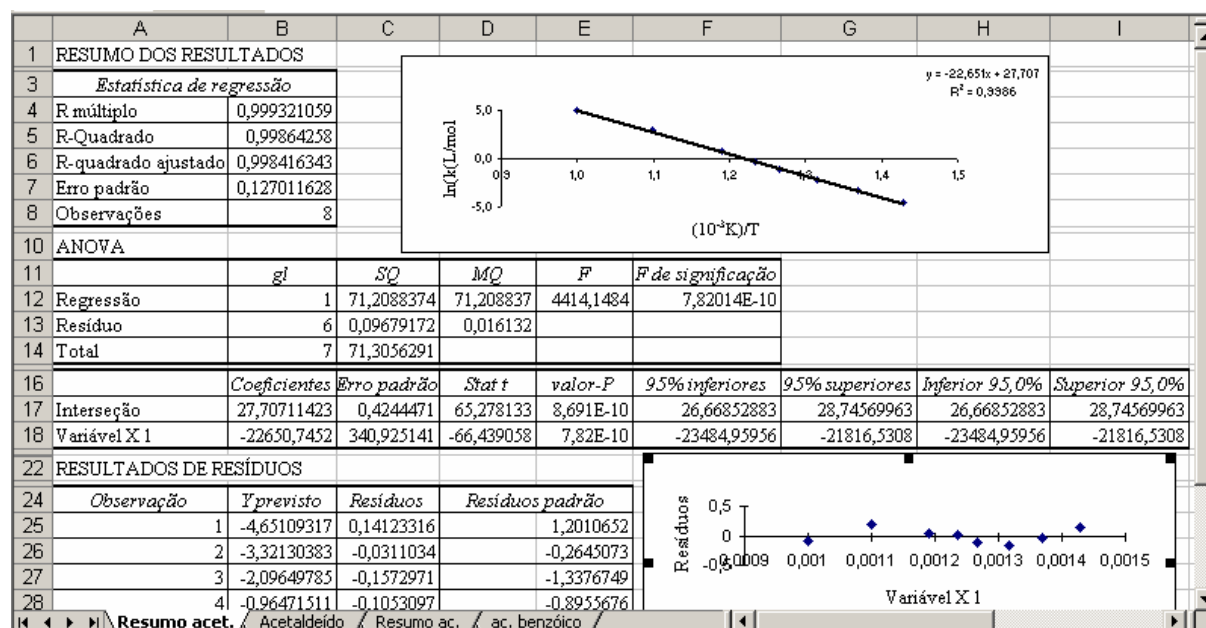 A B C D E F G H I
1 RESUMO DOS RESULTADOS
3 Estatística de regressão
4 R múltiplo 0,999321059
5 R-Quadrado 0,99864258
6 R-quadrado ajustado 0,998416343
7 Erro padrão 0,127011628
8 Observações 8
y = -22,651x + 27,707
R² = 0,9986
ln(k(L/mol
5,0
0,0
-5,0
0,9 1,0 1,1 1,2 1,3 1,4 1,5
(10⁻³K)/T
10 ANOVA
11 gl SQ MQ F F de significação
12 Regressão 1 71,2088374 71,208837 4414,1484 7,82014E-10
13 Resíduo 6 0,09679172 0,016132
14 Total 7 71,3056291
16 Coeficientes Erro padrão Stat t valor-P 95% inferiores 95% superiores Inferior 95,0% Superior 95,0%
17 Interseção 27,70711423 0,4244471 65,278133 8,691E-10 26,66852883 28,74569963 26,66852883 28,74569963
18 Variável X 1 -22650,7452 340,925141 -66,439058 7,82E-10 -23484,95956 -21816,5308 -23484,95956 -21816,5308
22 RESULTADOS DE RESÍDUOS
24 Observação Y previsto Resíduos Resíduos padrão
25 1 -4,65109317 0,14123316 1,2010652
26 2 -3,32130383 -0,0311034 -0,2645073
27 3 -2,09649785 -0,1572971 -1,3376749
28 4 -0,96471511 -0,1053097 -0,8955676
Resíduos
0,5
0
-0,5
0,0009 0,001 0,0011 0,0012 0,0013 0,0014 0,0015
Variável X 1
Resumo acet. Acetaldeído Resumo ac. ac. benzóico